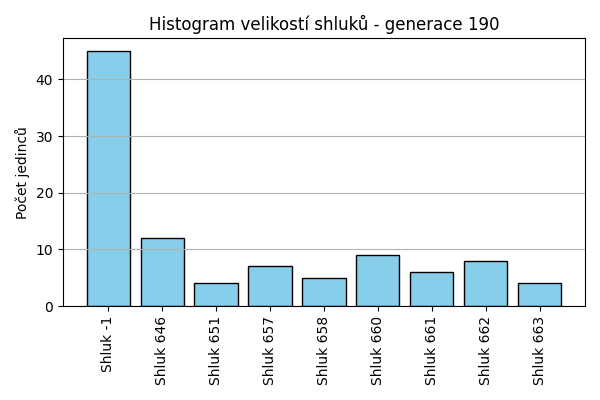 Histogram velikostí shluků - generace 190
Počet jedinců
40
30
20
10
0
Shluk -1
Shluk 646
Shluk 651
Shluk 657
Shluk 658
Shluk 660
Shluk 661
Shluk 662
Shluk 663